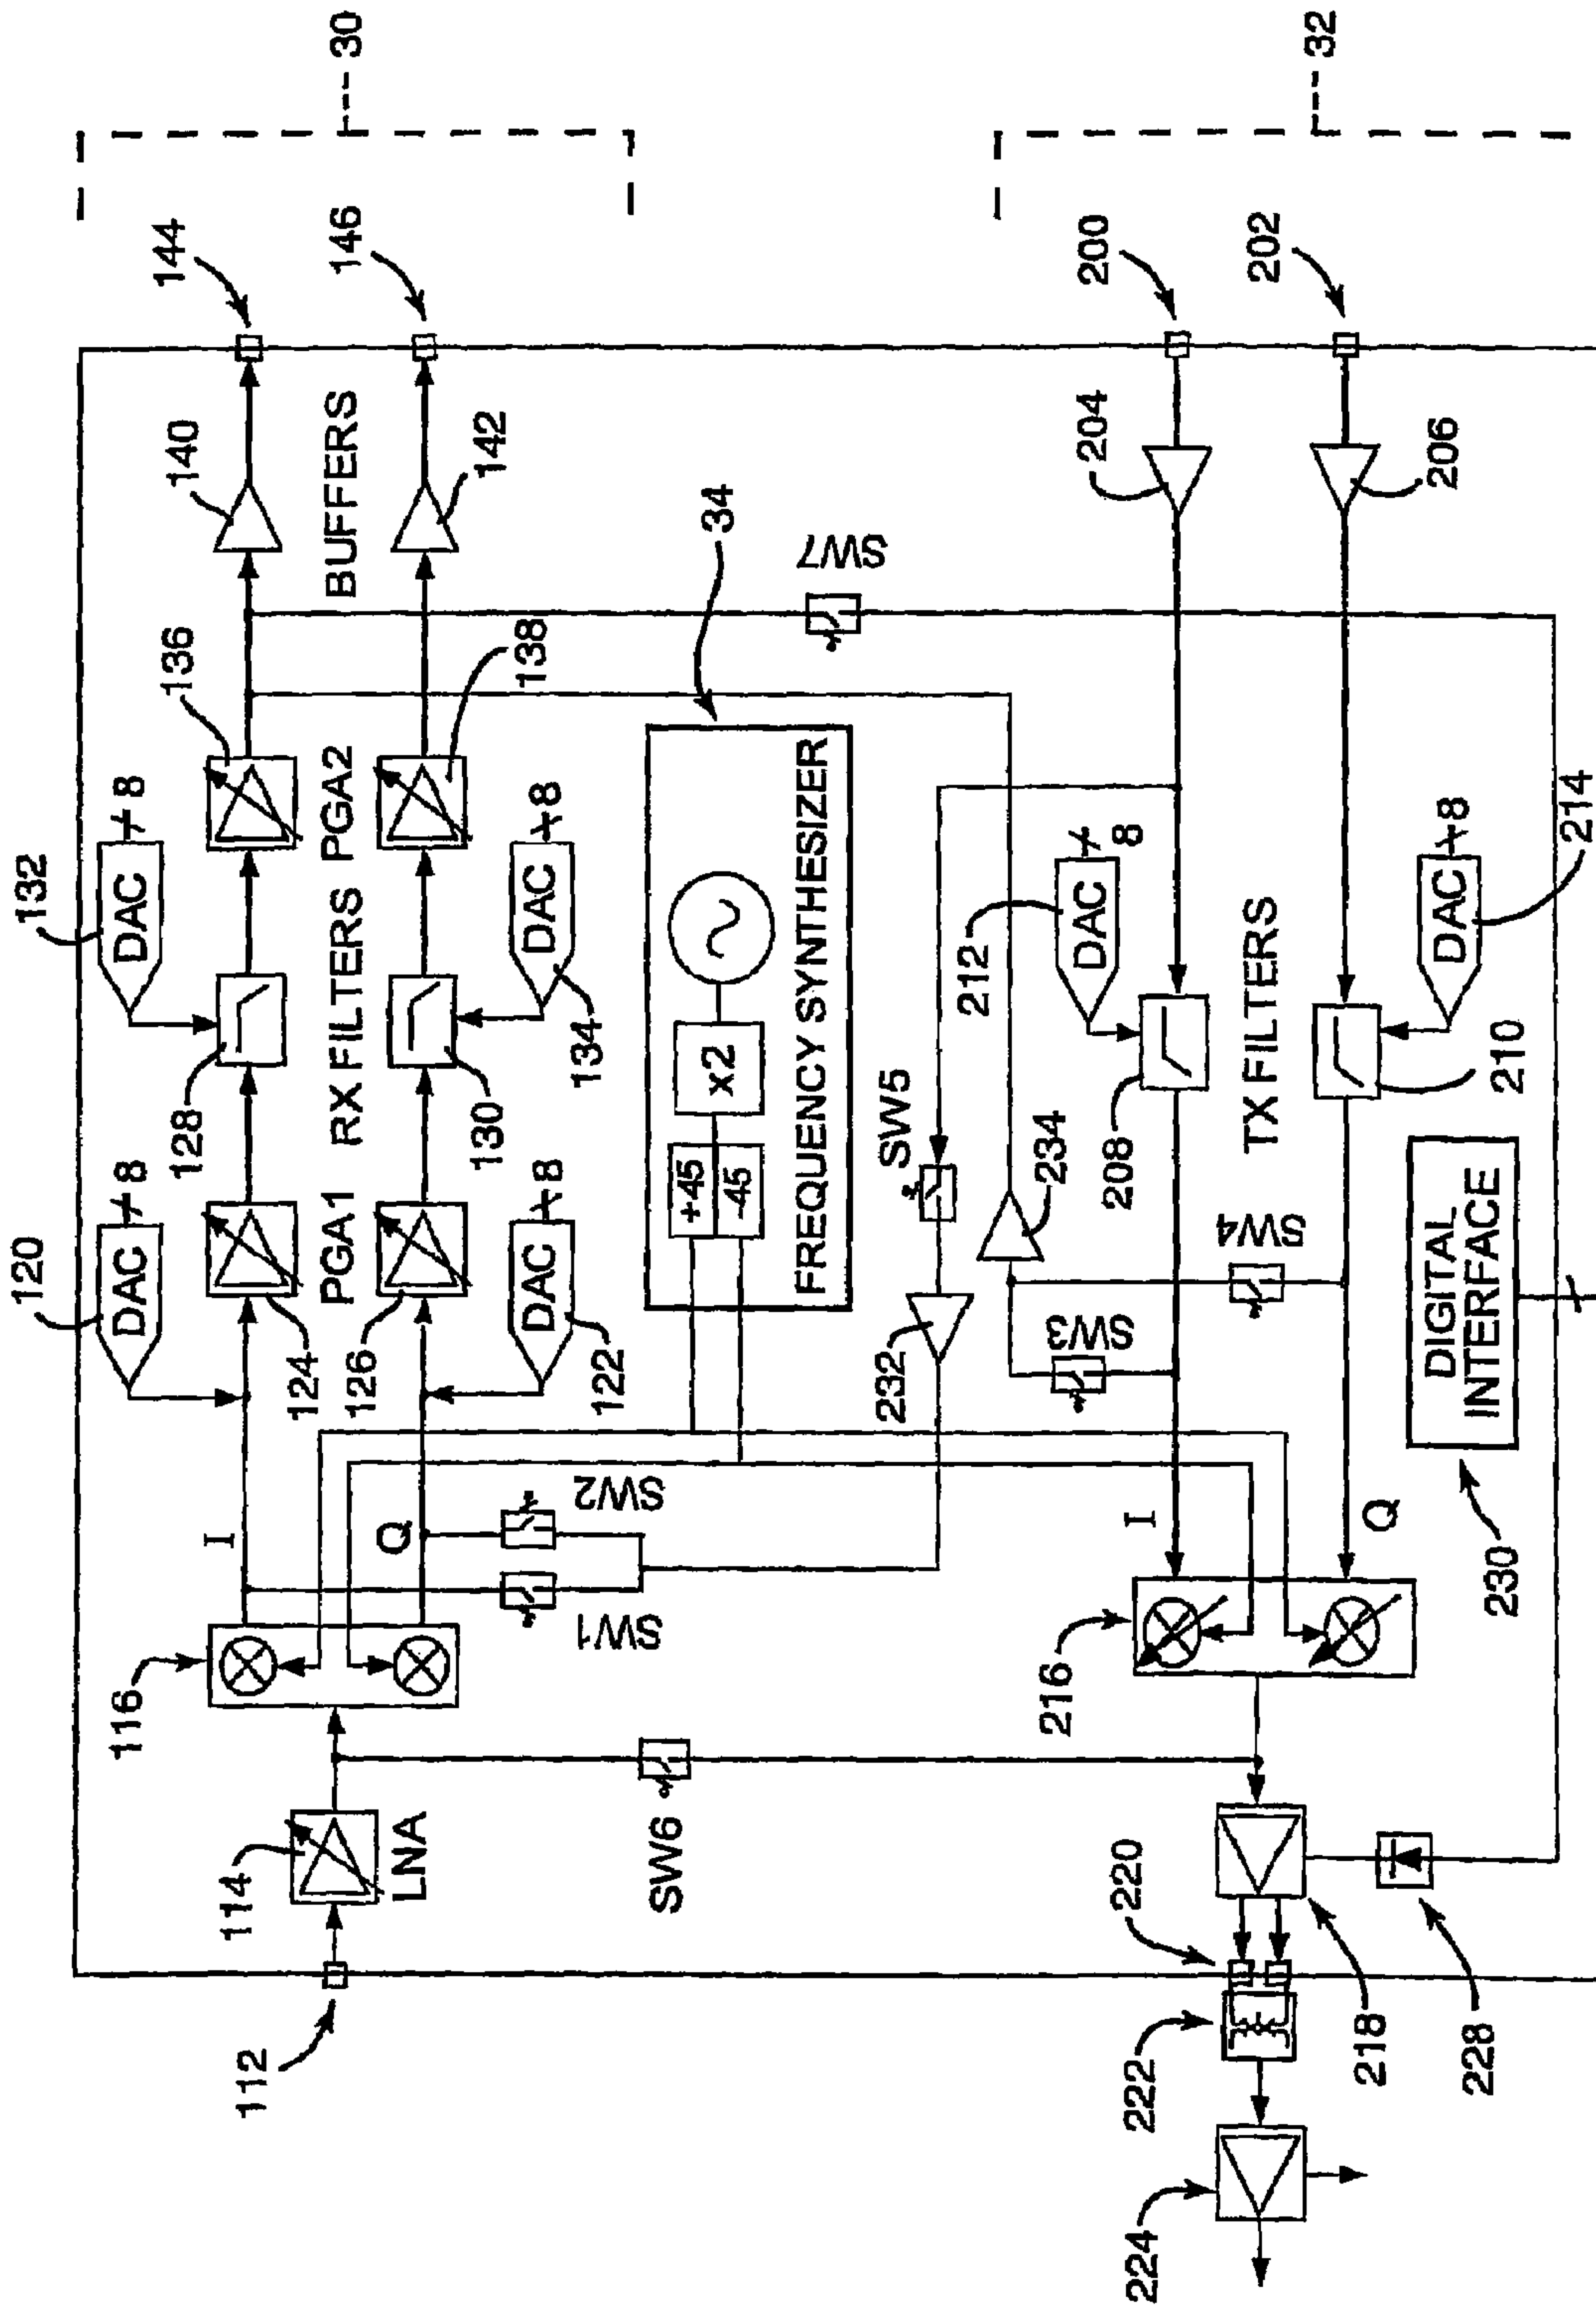 120
132
136
140
144
DAC
8
DAC
8
30
116
I
124
128
112
114
LNA
PGA1
RX FILTERS
PGA2
BUFFERS
146
Q
126
130
138
142
DAC
8
DAC
8
122
134
SW1
SW2
34
+45
-45
x2
FREQUENCY SYNTHESIZER
SW6
SW7
SW5
232
234
212
DAC
8
204
200
32
SW3
208
216
I
SW4
TX FILTERS
202
220
206
222
Q
210
DAC
8
214
224
218
228
230
DIGITAL
INTERFACE